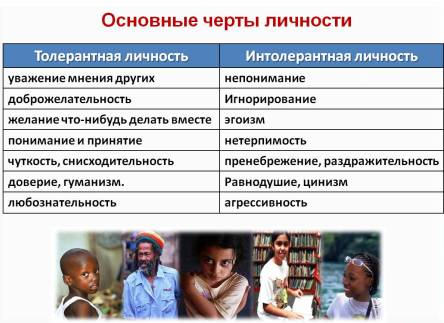 Основные черты личности
Толерантная личность Интолерантная личность
уважение мнения других непонимание
доброжелательность Игнорирование
желание что-нибудь делать вместе эгоизм
понимание и принятие нетерпимость
чуткость, снисходительность пренебрежение, раздражительность
доверие, гуманизм. Равнодушие, цинизм
любознательность агрессивность